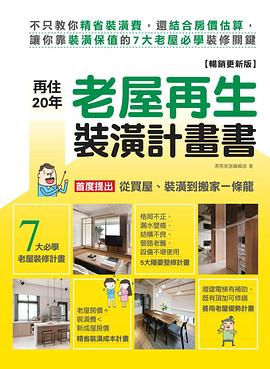 不只教你精省裝潢費，還結合房價估算，
讓你靠裝潢保值的7大老屋必學裝修關鍵
【暢銷更新版】
再住
20年
老屋再生
裝潢計畫書
首度提出
從買屋、裝潢到搬家一條龍
漂亮家居編輯部 著
7
大必學
老屋裝修計畫
格局不正、
漏水壁癌、
結構不良、
管路老舊、
設備不堪使用
5大隱憂整修計畫
老屋房價＋
裝潢費＜
新成屋房價
精省裝潢成本計畫
增建電梯有補助、
既有頂加可修繕
善用老屋優勢計畫